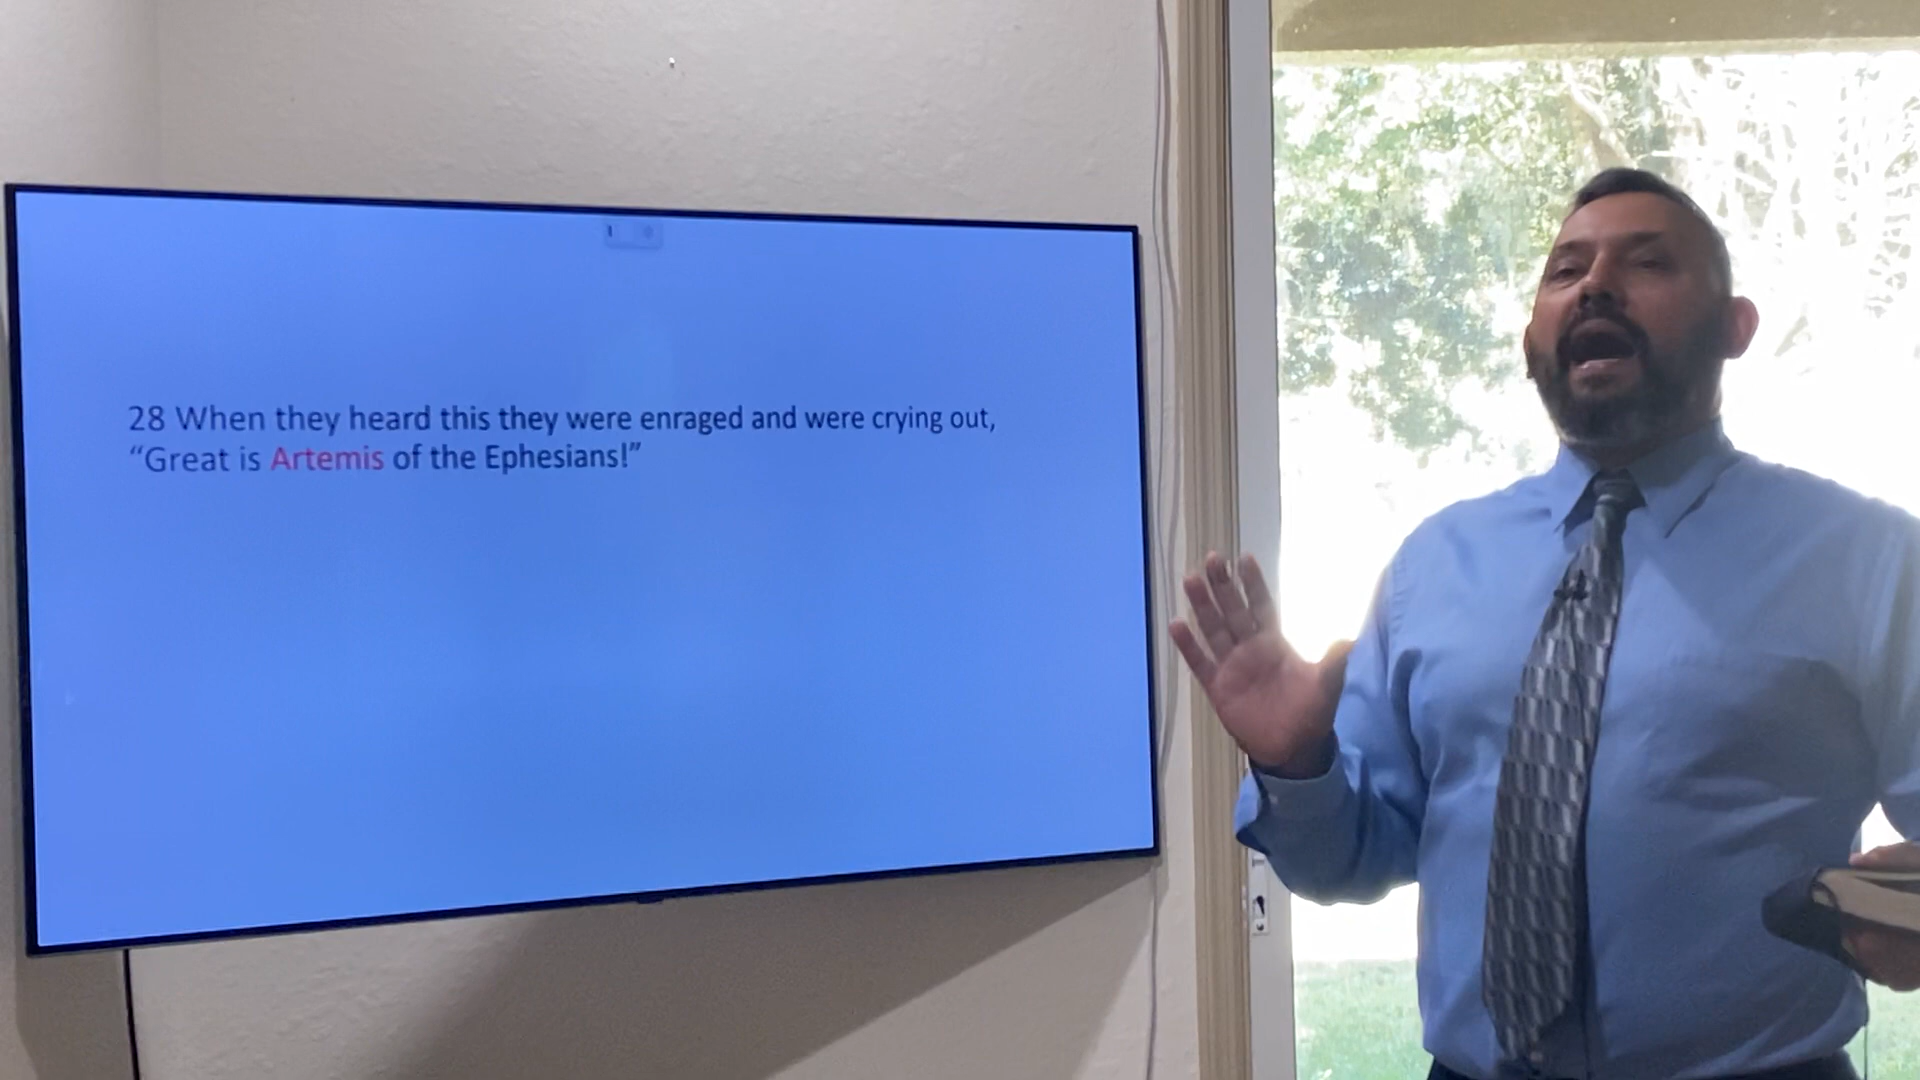 28 When they heard this they were enraged and were crying out,
“Great is Artemis of the Ephesians!”